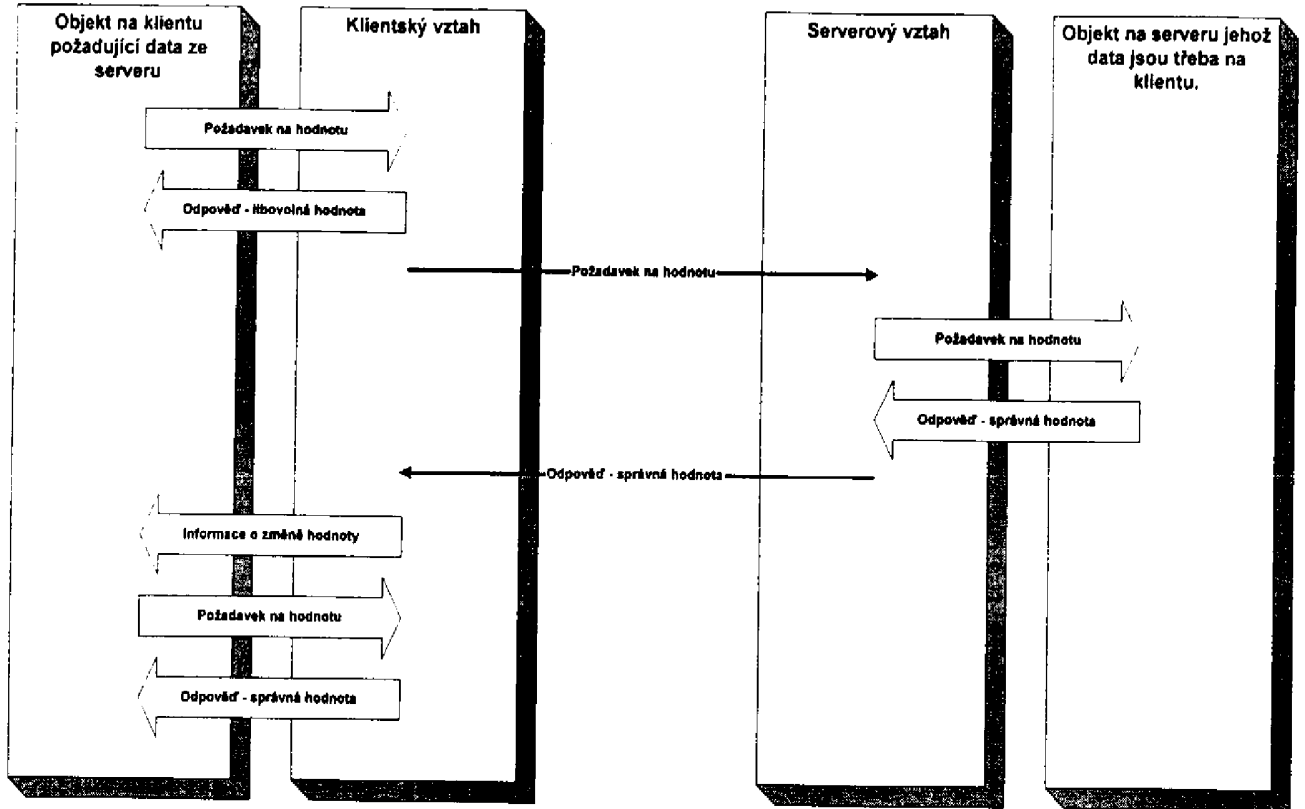 Objekt na klientu
požadující data ze
serveru
Klientský vztah
Serverový vztah
Objekt na serveru jehož
data jsou třeba na
klientu.
Požadavek na hodnotu
Odpověď - libovolná hodnota
Požadavek na hodnotu
Požadavek na hodnotu
Odpověď - správná hodnota
Odpověď - správná hodnota
Informace o změně hodnoty
Požadavek na hodnotu
Odpověď - správná hodnota